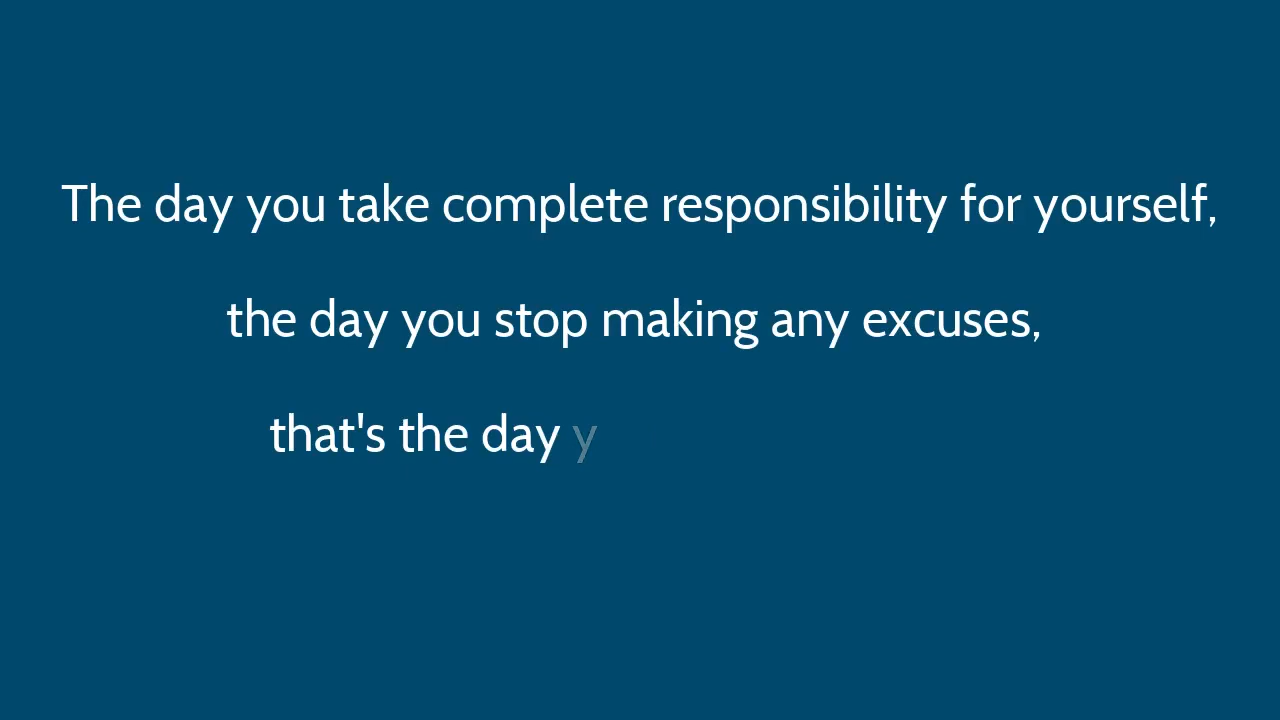 The day you take complete responsibility for yourself,
the day you stop making any excuses,
that's the day y